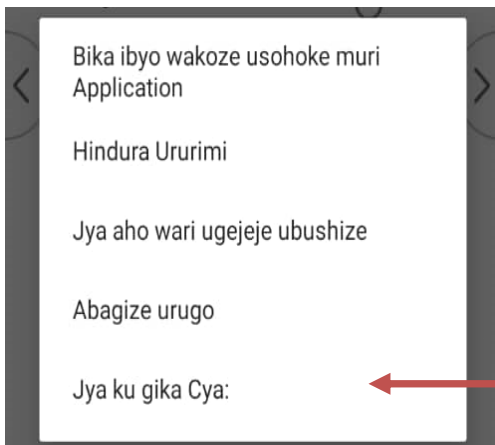 Bika ibyo wakoze usohoke muri
Application
Hindura Ururimi
Jya aho wari ugejeje ubushize
Abagize urugo
Jya ku gika Cya: